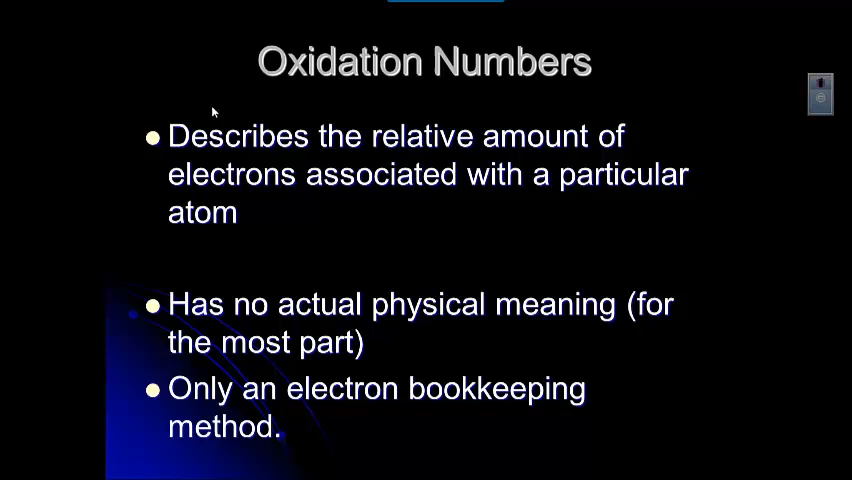 Oxidation Numbers
Describes the relative amount of
electrons associated with a particular
atom
Has no actual physical meaning (for
the most part)
Only an electron bookkeeping
method.